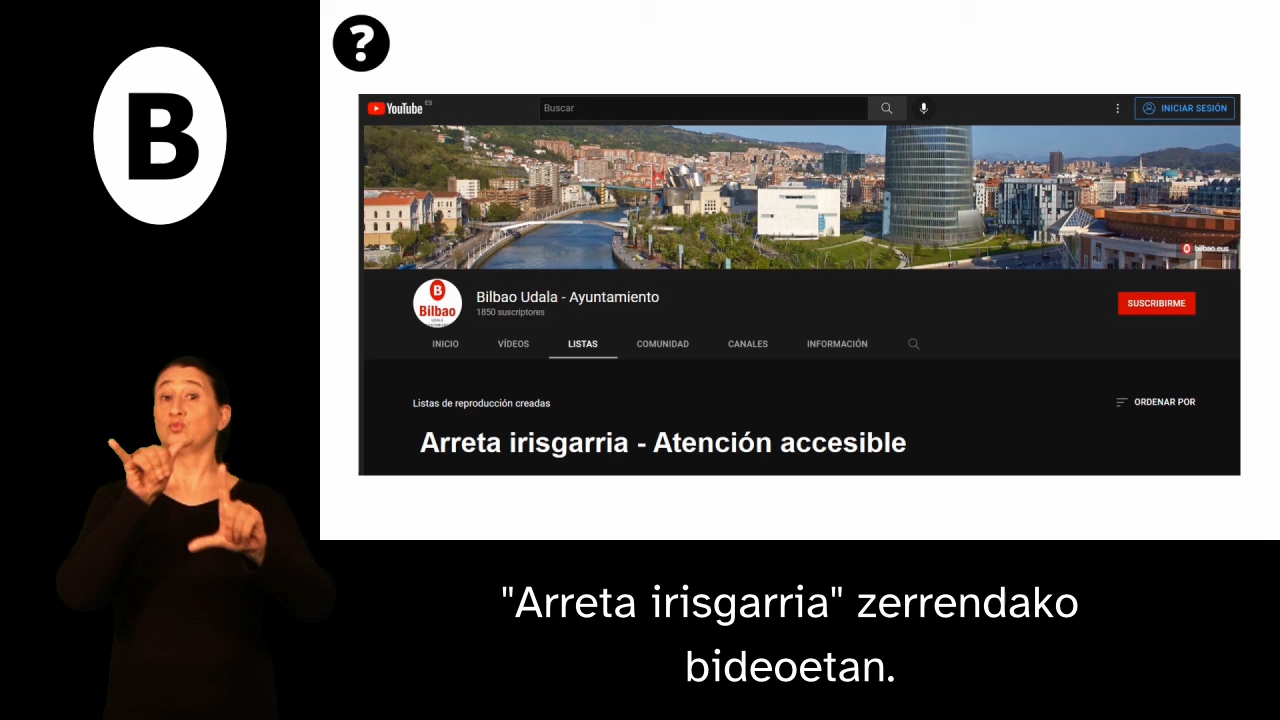 B
?
YouTube ES
Buscar
INICIAR SESIÓN
bilbao.eus
B
Bilbao
UDALA
Bilbao Udala - Ayuntamiento
1850 suscriptores
SUSCRIBIRME
INICIO VÍDEOS LISTAS COMUNIDAD CANALES INFORMACIÓN
Listas de reproducción creadas
ORDENAR POR
Arreta irisgarria - Atención accesible
"Arreta irisgarria" zerrendako
bideoetan.